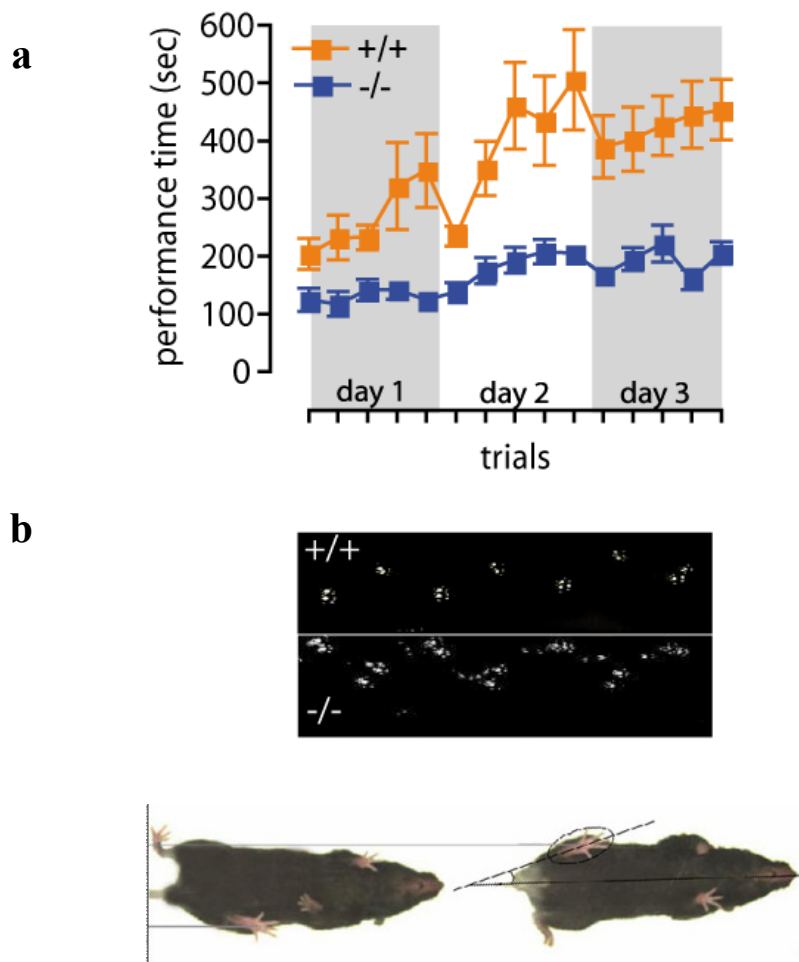 a
performance time (sec)
600
500
400
300
200
100
0
+/+
-/-
day 1 day 2 day 3
trials
b
+/+
-/-